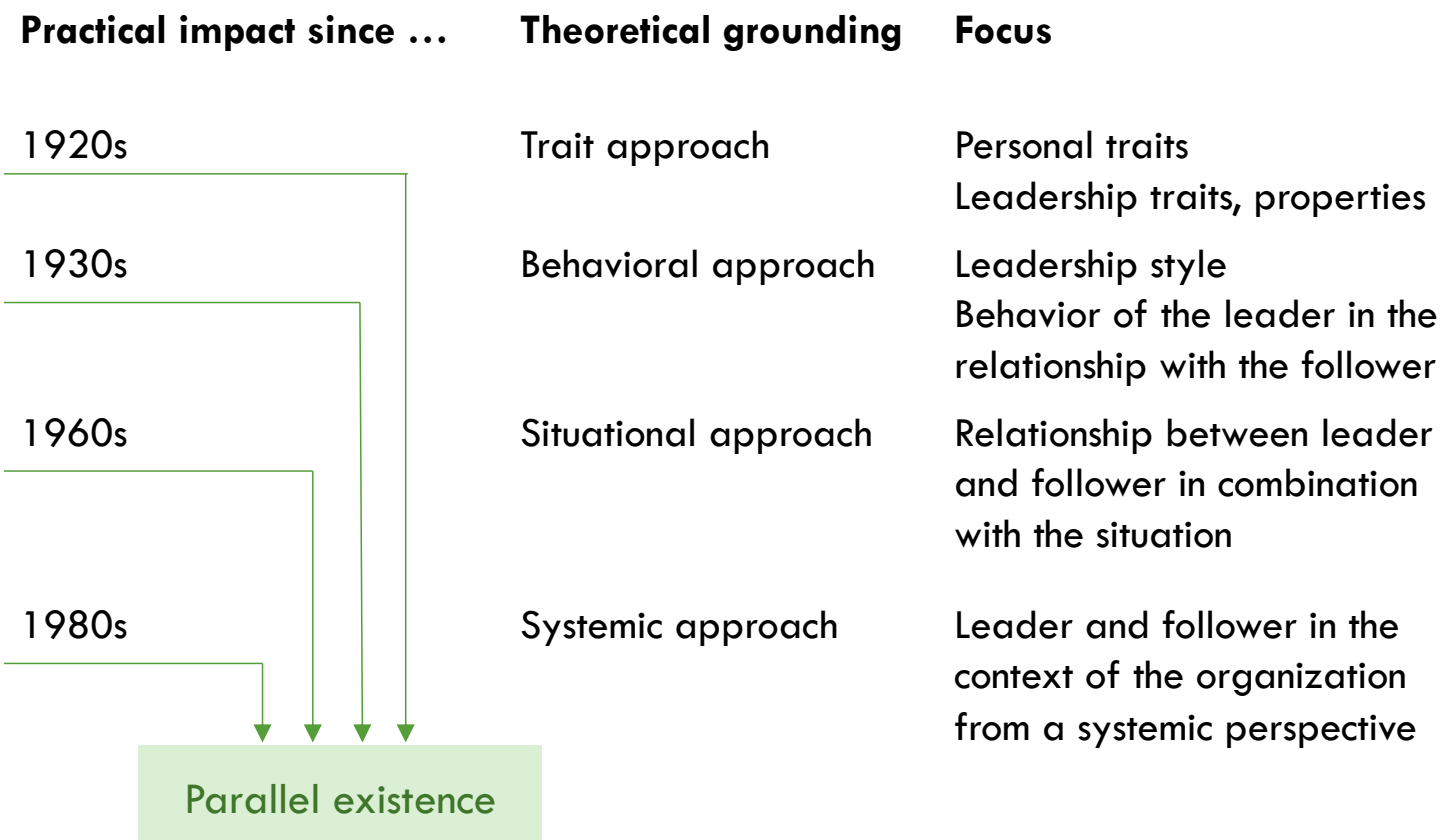 Practical impact since … Theoretical grounding Focus
1920s Trait approach Personal traits
Leadership traits, properties
1930s Behavioral approach Leadership style
Behavior of the leader in the
relationship with the follower
1960s Situational approach Relationship between leader
and follower in combination
with the situation
1980s Systemic approach Leader and follower in the
context of the organization
from a systemic perspective
Parallel existence